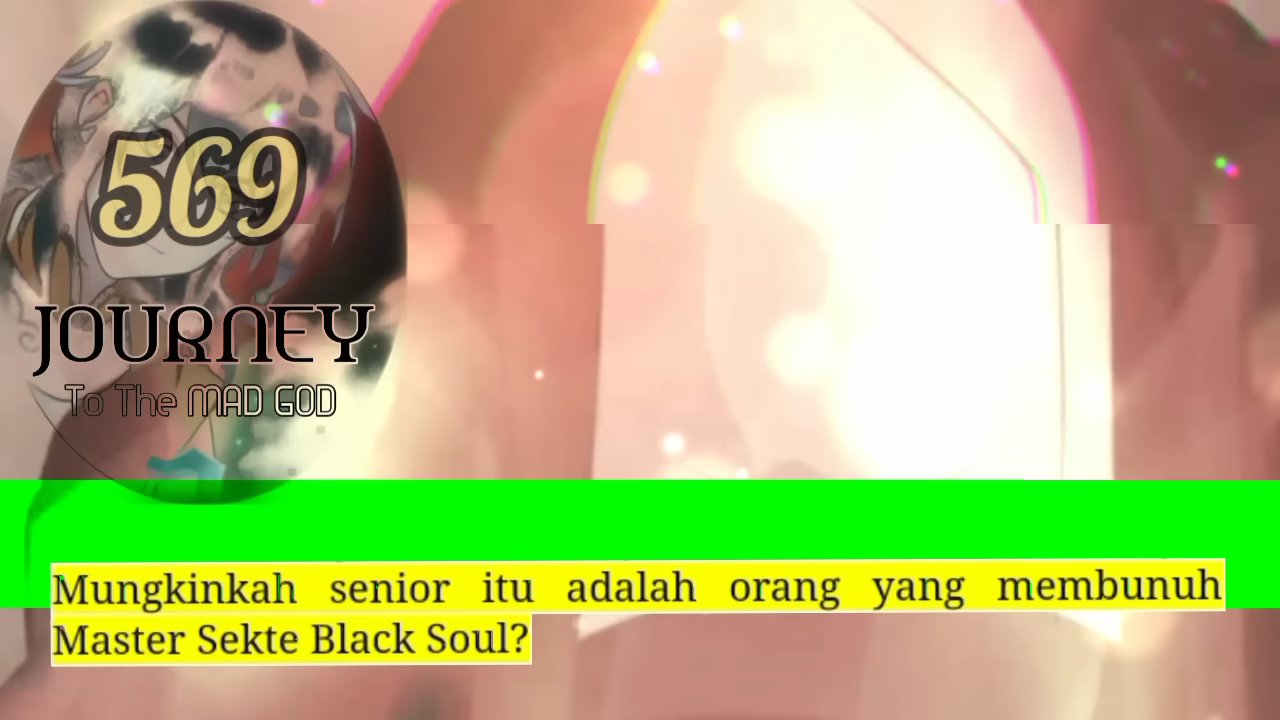 569
JOURNEY
To The MAD GOD
Mungkinkah senior itu adalah orang yang membunuh
Master Sekte Black Soul?